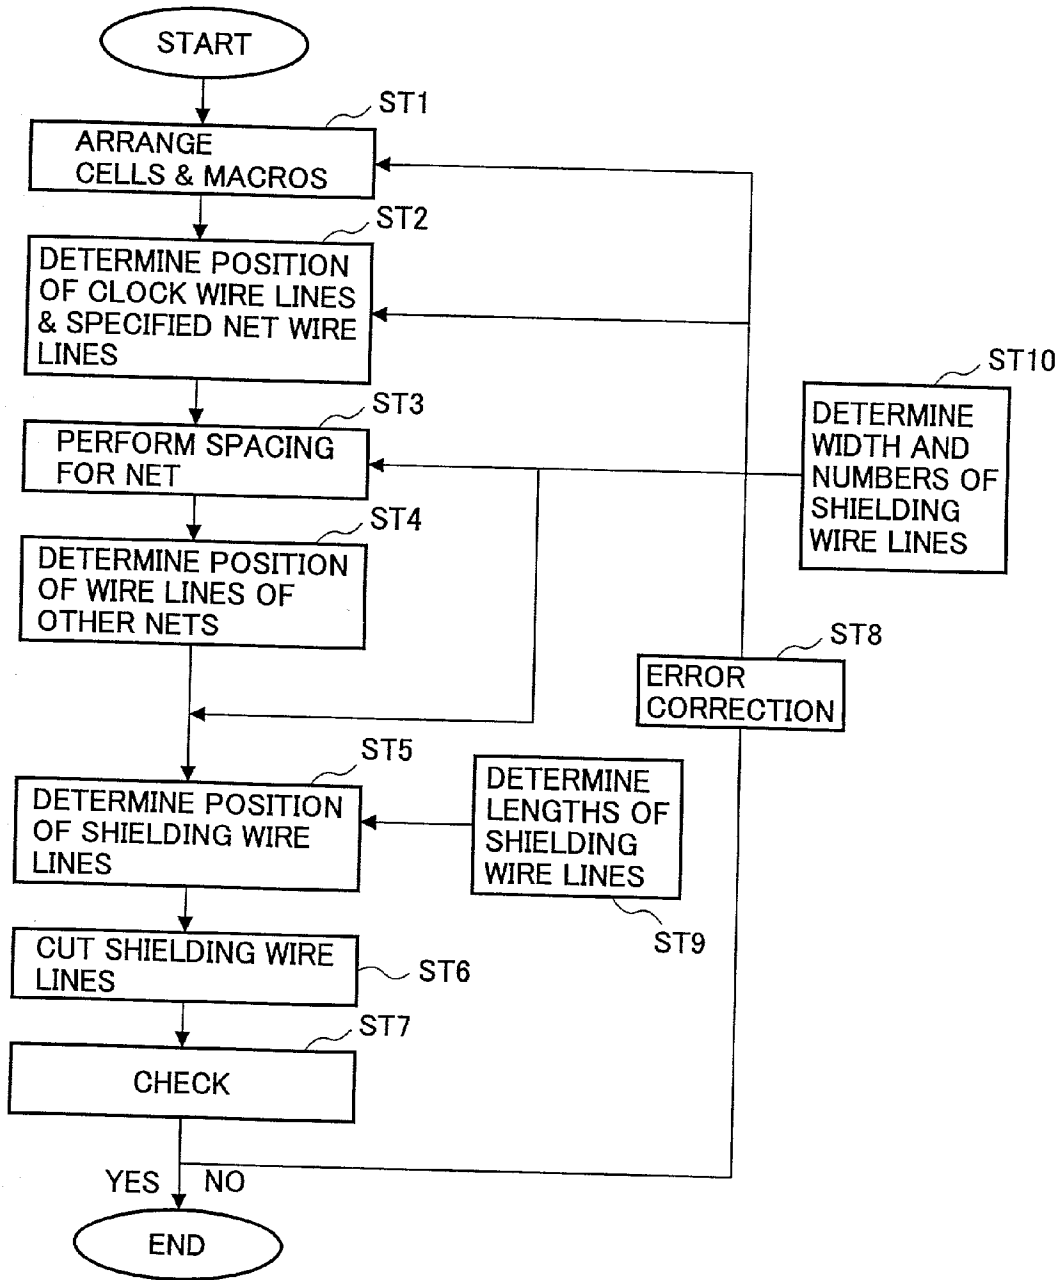 START
ST1
ARRANGE
CELLS & MACROS
ST2
DETERMINE POSITION
OF CLOCK WIRE LINES
& SPECIFIED NET WIRE
LINES
ST3
PERFORM SPACING
FOR NET
ST10
DETERMINE
WIDTH AND
NUMBERS OF
SHIELDING
WIRE LINES
ST4
DETERMINE POSITION
OF WIRE LINES OF
OTHER NETS
ST8
ERROR
CORRECTION
ST5
DETERMINE POSITION
OF SHIELDING WIRE
LINES
DETERMINE
LENGTHS OF
SHIELDING
WIRE LINES
ST9
CUT SHIELDING WIRE
LINES
ST6
ST7
CHECK
YES
NO
END